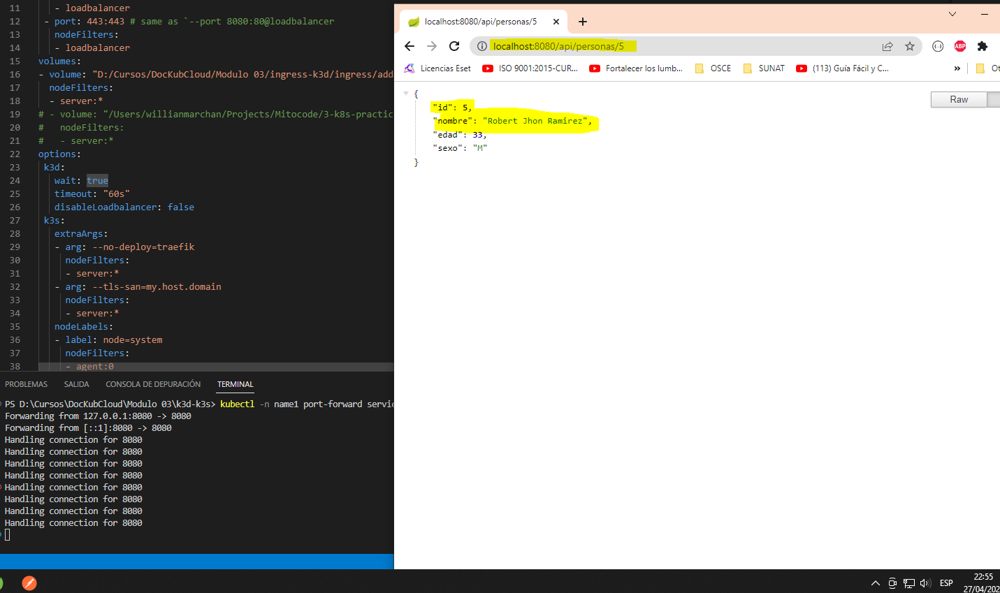 11 - loadbalancer
12 - port: 443:443 # same as `--port 8080:80@loadbalancer
13 nodeFilters:
14 - loadbalancer
15 volumes:
16 - volume: "D:/Cursos/DocKubCloud/Modulo 03/ingress-k3d/ingress/add
17 nodeFilters:
18 - server:*
19 # - volume: "/Users/willianmarchan/Projects/Mitocode/3-k8s-practic
20 # nodeFilters:
21 # - server:*
22 options:
23 k3d:
24 wait: true
25 timeout: "60s"
26 disableLoadbalancer: false
27 k3s:
28 extraArgs:
29 - arg: --no-deploy=traefik
30 nodeFilters:
31 - server:*
32 - arg: --tls-san=my.host.domain
33 nodeFilters:
34 - server:*
35 nodeLabels:
36 - label: node=system
37 nodeFilters:
38 - agent:0
PROBLEMAS SALIDA CONSOLA DE DEPURACIÓN TERMINAL
PS D:\Cursos\DocKubCloud\Modulo 03\k3d-k3s> kubectl -n name1 port-forward servic
Forwarding from 127.0.0.1:8080 -> 8080
Forwarding from [::1]:8080 -> 8080
Handling connection for 8080
Handling connection for 8080
Handling connection for 8080
Handling connection for 8080
Handling connection for 8080
Handling connection for 8080
Handling connection for 8080
Handling connection for 8080
localhost:8080/api/personas/5
localhost:8080/api/personas/5
ABP
Licencias Eset ISO 9001:2015-CUR... Fortalecer los lumb... OSCE SUNAT (113) Guía Fácil y C... » Ot
{
"id": 5,
"nombre": "Robert Jhon Ramirez",
"edad": 33,
"sexo": "M"
}
Raw
ESP
22:55
27/04/202